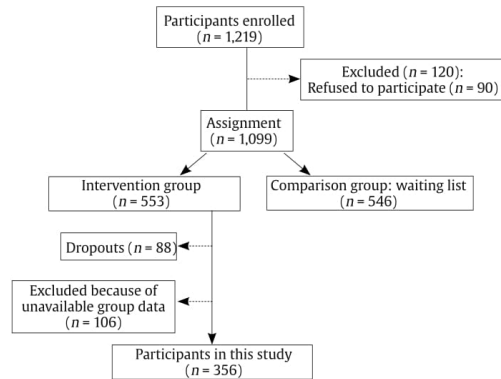 Participants enrolled
(n = 1,219)
Excluded (n = 120):
Refused to participate (n = 90)
Assignment
(n = 1,099)
Intervention group
(n = 553)
Comparison group: waiting list
(n = 546)
Dropouts (n = 88)
Excluded because of
unavailable group data
(n = 106)
Participants in this study
(n = 356)